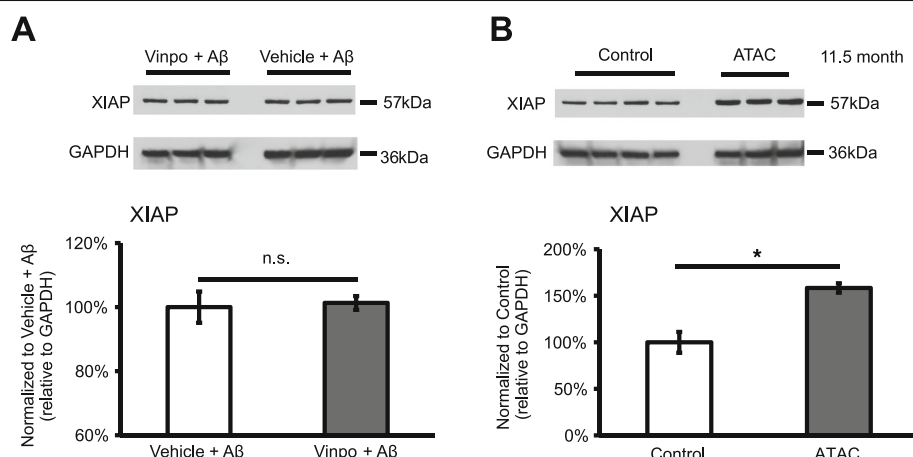 A
Vinpo + Aβ Vehicle + Aβ
XIAP 57kDa
GAPDH 36kDa
XIAP
Normalized to Vehicle + Aβ
(relative to GAPDH)
120%
100%
80%
60%
n.s.
Vehicle + Aβ Vinpo + Aβ
B
Control ATAC 11.5 month
XIAP 57kDa
GAPDH 36kDa
XIAP
Normalized to Control
(relative to GAPDH)
200%
150%
100%
50%
0%
*
Control ATAC